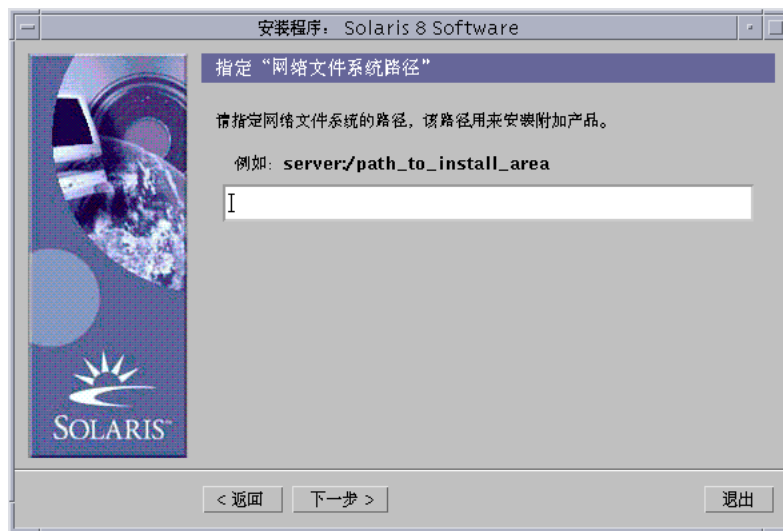 安装程序： Solaris 8 Software
指定“网络文件系统路径”
请指定网络文件系统的路径，该路径用来安装附加产品。
例如: server:/path_to_install_area
SOLARIS™
< 返回
下一步 >
退出